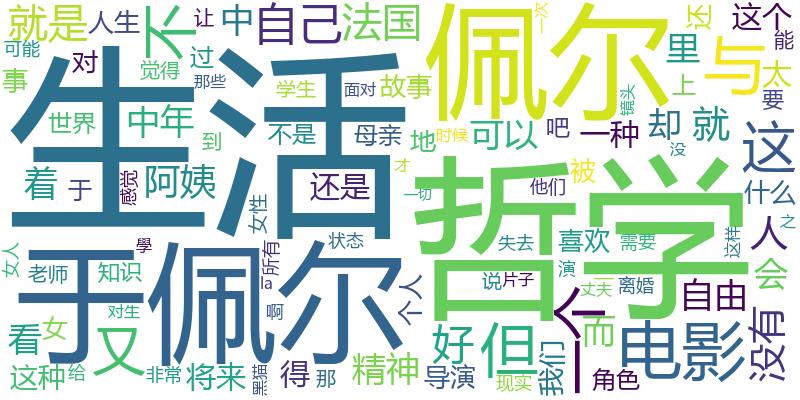 就是
人生
让
不
中
自己
法国
佩尔
一次
还
这个
可能
能
事
对
觉得
过
那些
学生
面对
故事
里
上
与
太
要
镜头
生活
世界
中年
到
不是
母亲
地
时候
可以
吧
一种
却
就
没
这
着
于
感觉
阿姨
还是
才
一切
哲学
被
他们
什么
之
女人
學
女性
状态
失去
喜欢
需要
这样
人
老师
知识
所有
于佩尔
个人
说
片子
演
丈夫
离婚
自由
会
看
女
又
对生
啊
好
但
个
而
电影
没有
这种
给
非常
将来
黑猫
得
那
精神
导演
现实
我们
一
角色